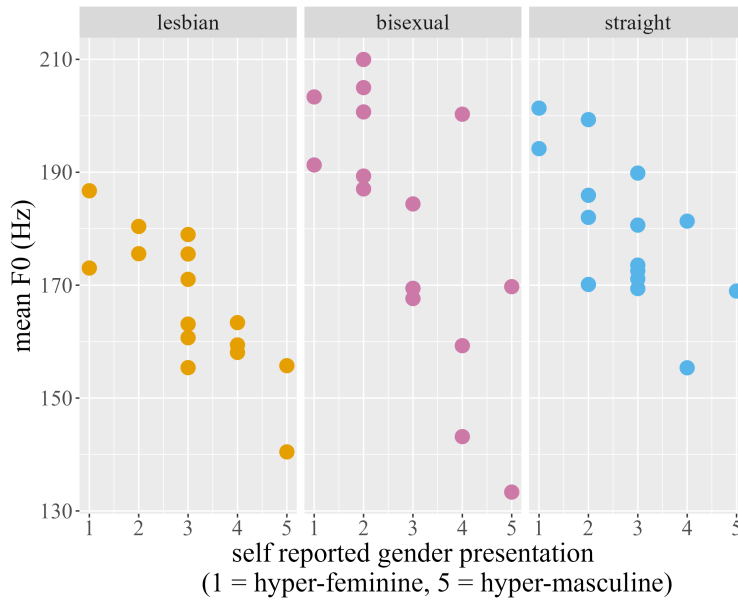 lesbian bisexual straight
210
190
170
150
130
mean F0 (Hz)
1 2 3 4 5 1 2 3 4 5 1 2 3 4 5
self reported gender presentation
(1 = hyper-feminine, 5 = hyper-masculine)